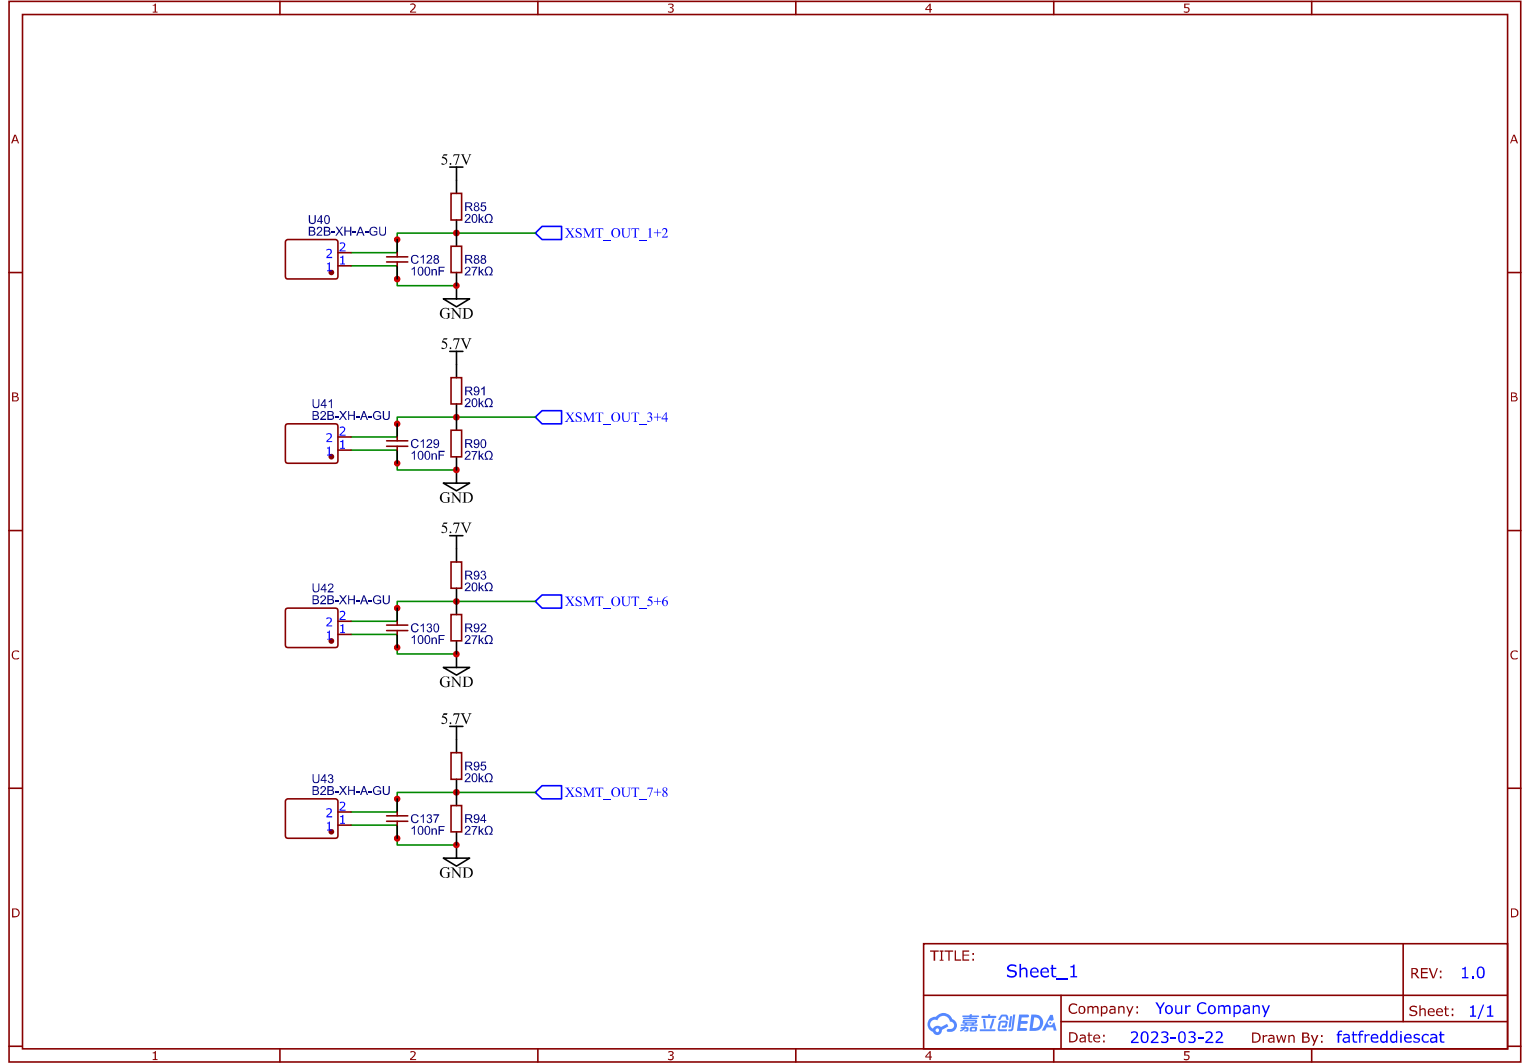 1 2 3 4 5
A A
5.7V
R85
20kΩ
U40
B2B-XH-A-GU
XSMT_OUT_1+2
2 2
1 1
C128
100nF
R88
27kΩ
GND
B B
5.7V
R91
20kΩ
U41
B2B-XH-A-GU
XSMT_OUT_3+4
2 2
1 1
C129
100nF
R90
27kΩ
GND
5.7V
R93
20kΩ
U42
B2B-XH-A-GU
XSMT_OUT_5+6
2 2
1 1
C130
100nF
R92
27kΩ
GND
C C
5.7V
R95
20kΩ
U43
B2B-XH-A-GU
XSMT_OUT_7+8
2 2
1 1
C137
100nF
R94
27kΩ
GND
D D
TITLE:
Sheet_1
REV: 1.0
嘉立创EDA
Company: Your Company
Sheet: 1/1
Date: 2023-03-22 Drawn By: fatfreddiescat
1 2 3 4 5